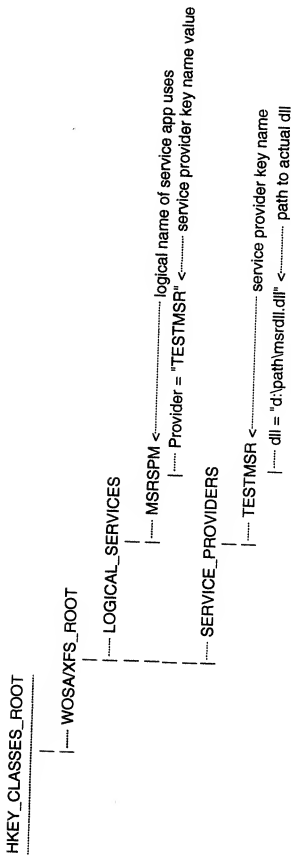 HKEY_CLASSES_ROOT
WOSA/XFS_ROOT
LOGICAL_SERVICES
MSRSPM <---------- logical name of service app uses
Provider = "TESTMSR" <---------- service provider key name value
SERVICE_PROVIDERS
TESTMSR <---------- service provider key name
dll = "d:\path\msrdll.dll" <---------- path to actual dll